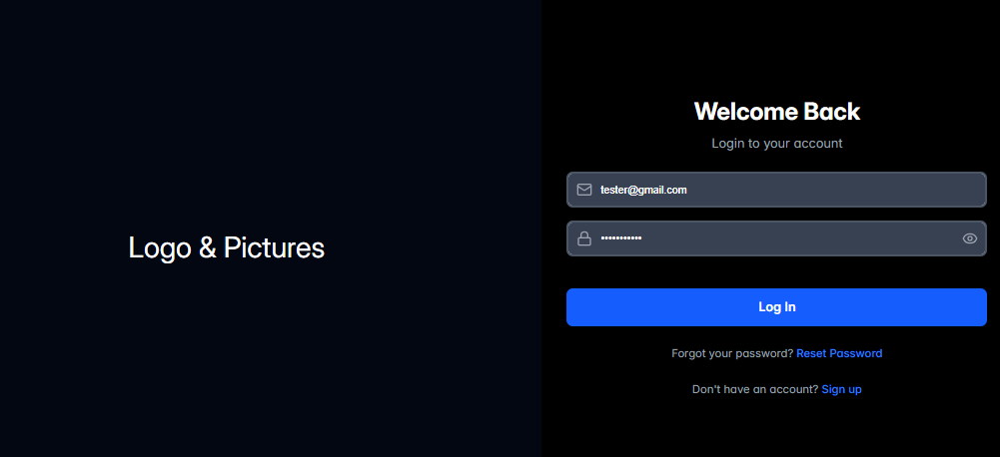 Logo & Pictures
Welcome Back
Login to your account
tester@gmail.com
•••••••••••
Log In
Forgot your password? Reset Password
Don't have an account? Sign up